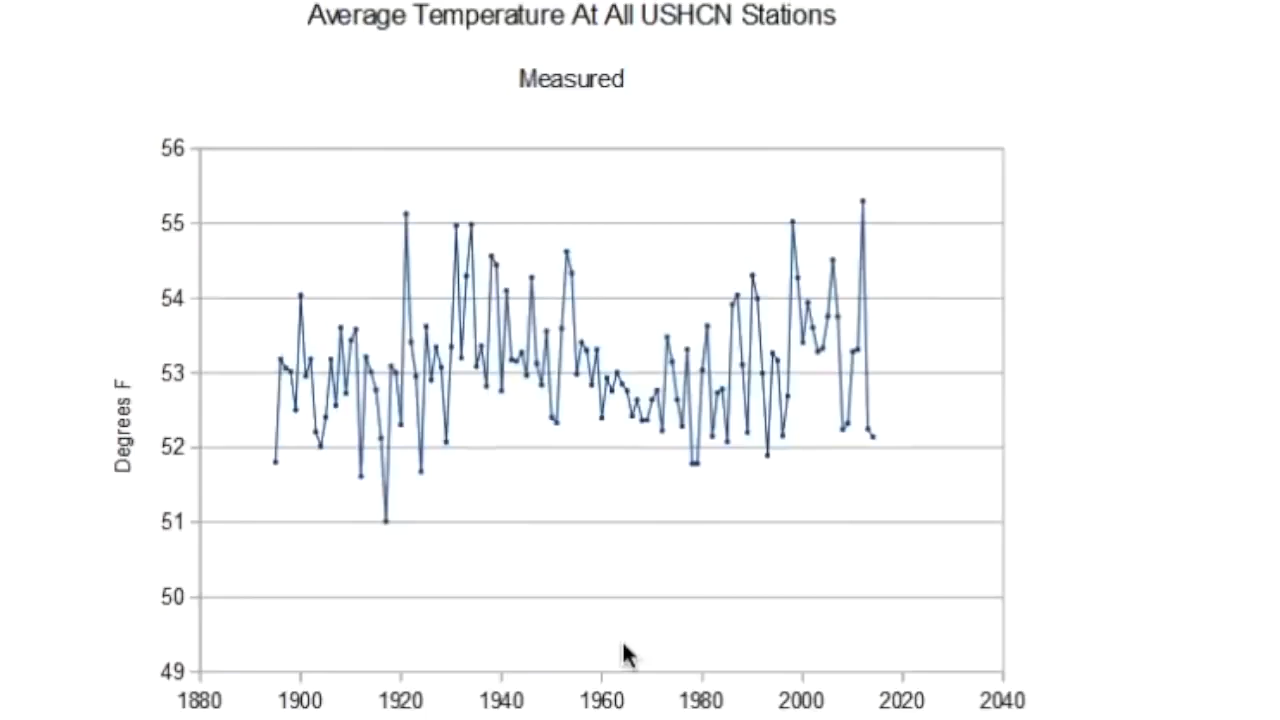 Average Temperature At All USHCN Stations
Measured
56
55
54
53
52
51
50
49
Degrees F
1880 1900 1920 1940 1960 1980 2000 2020 2040